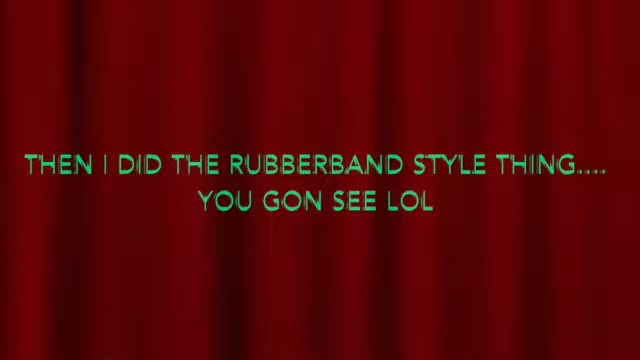 THEN I DID THE RUBBERBAND STYLE THING....
YOU GON SEE LOL